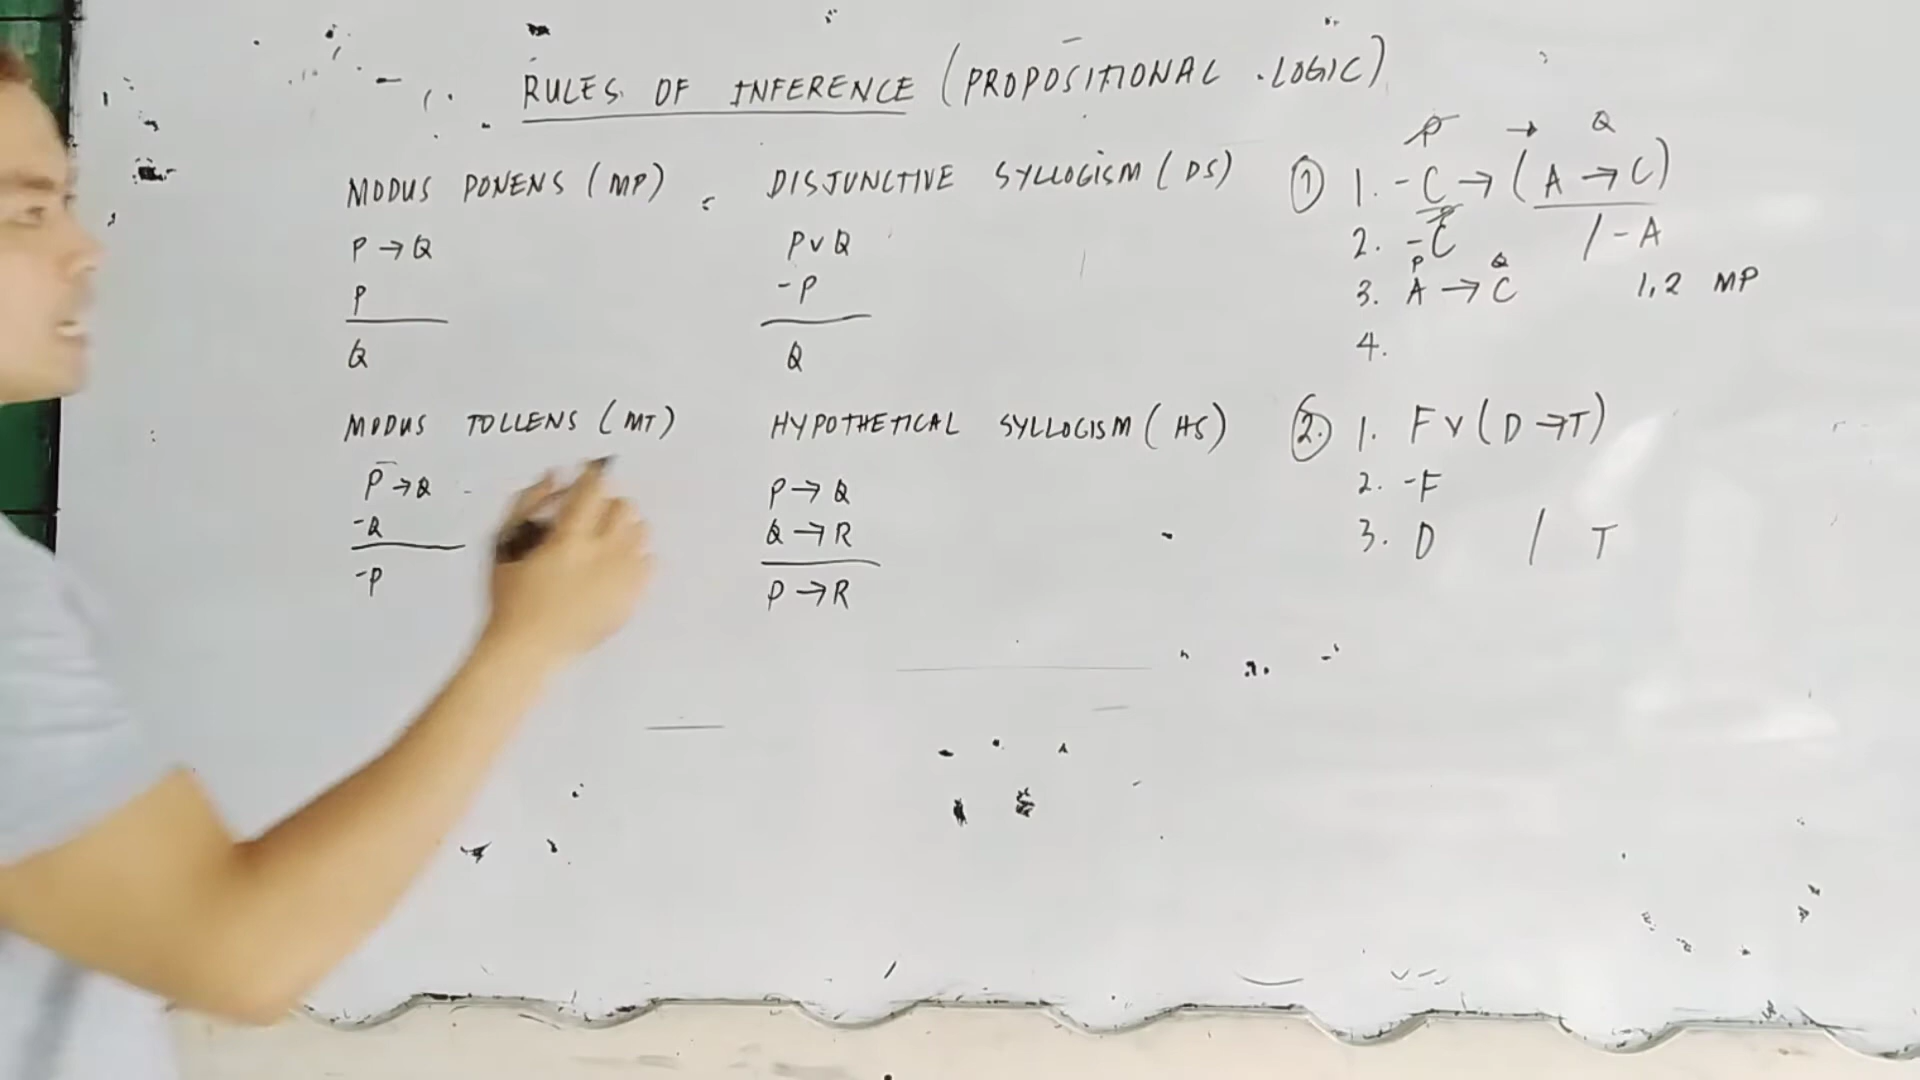 RULES OF INFERENCE (PROPOSITIONAL LOGIC)
MODUS PONENS (MP)
P → Q
P
Q
DISJUNCTIVE SYLLOGISM (DS)
P v Q
-P
Q
MODUS TOLLENS (MT)
P → Q
-Q
-P
HYPOTHETICAL SYLLOGISM (HS)
P → Q
Q → R
P → R
P → Q
① 1. -C → (A → C)
P
2. -C / -A
P Q
3. A → C 1,2 MP
4.
② 1. F v (D → T)
2. -F
3. D / T